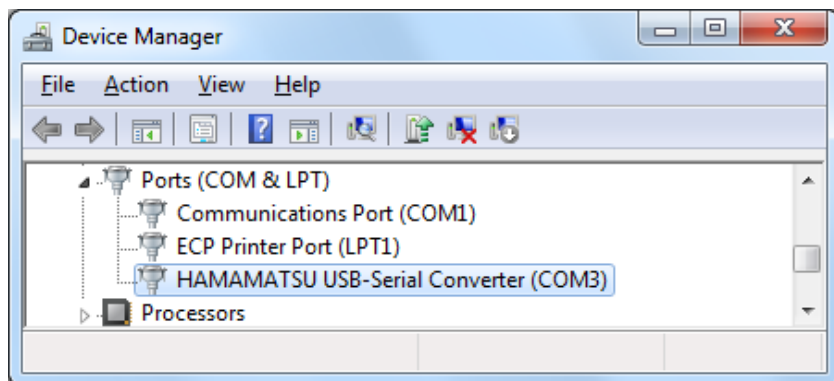 Device Manager
File Action View Help
Ports (COM & LPT)
Communications Port (COM1)
ECP Printer Port (LPT1)
HAMAMATSU USB-Serial Converter (COM3)
Processors